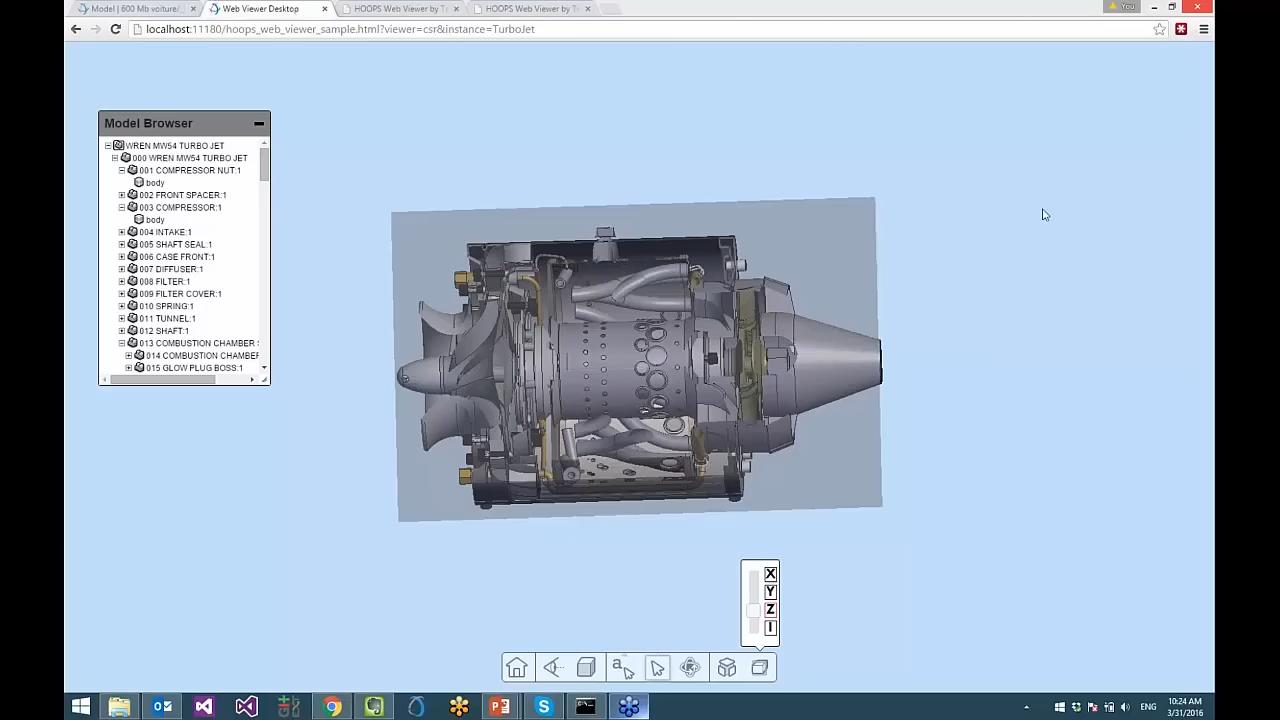 Model | 600 Mb voiture/
Web Viewer Desktop
HOOPS Web Viewer by T
HOOPS Web Viewer by T
You
localhost:11180/hoops_web_viewer_sample.html?viewer=csr&instance=TurboJet
Model Browser
WREN MW54 TURBO JET
000 WREN MW54 TURBO JET
001 COMPRESSOR NUT:1
body
002 FRONT SPACER:1
003 COMPRESSOR:1
body
004 INTAKE:1
005 SHAFT SEAL:1
006 CASE FRONT:1
007 DIFFUSER:1
008 FILTER:1
009 FILTER COVER:1
010 SPRING:1
011 TUNNEL:1
012 SHAFT:1
013 COMBUSTION CHAMBER
014 COMBUSTION CHAMBER
015 GLOW PLUG BOSS:1
X
Y
Z
I
a
ENG
10:24 AM
3/31/2016